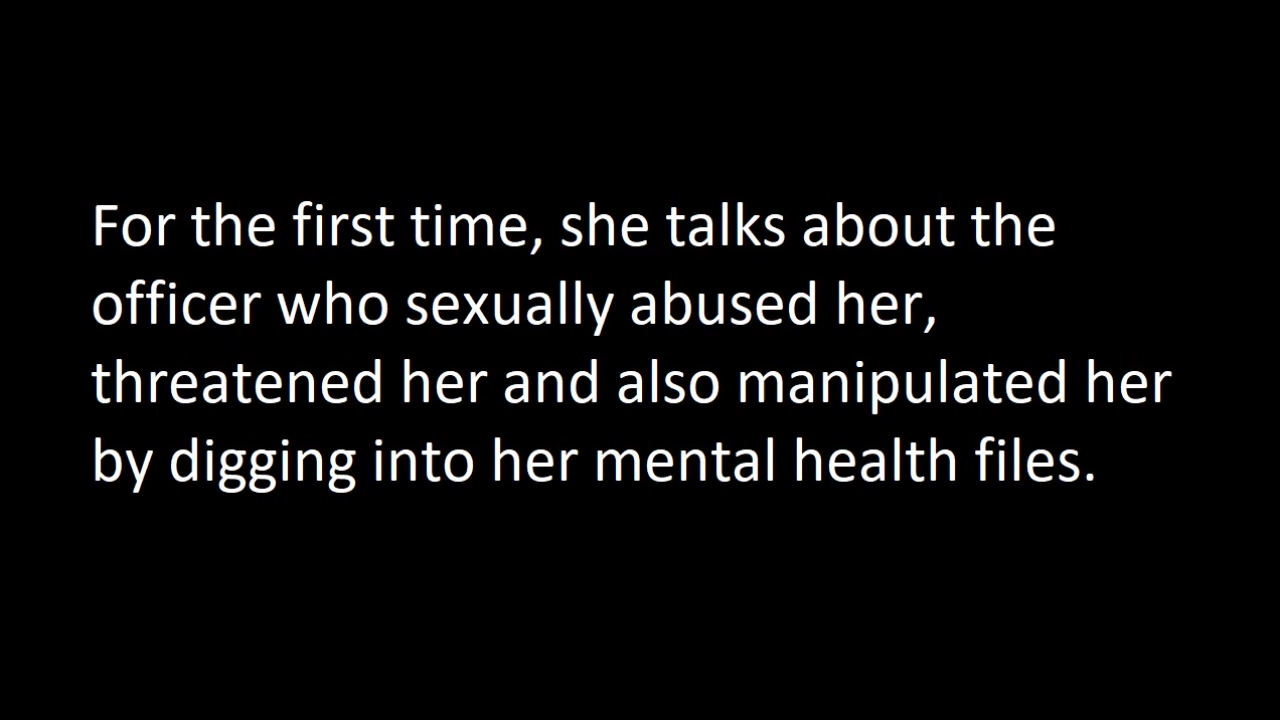 For the first time, she talks about the
officer who sexually abused her,
threatened her and also manipulated her
by digging into her mental health files.